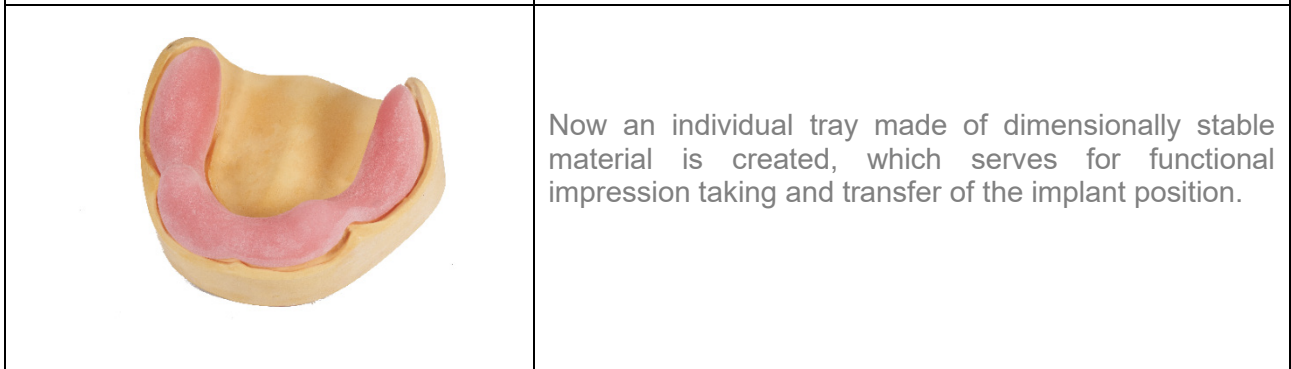 Now an individual tray made of dimensionally stable
material is created, which serves for functional
impression taking and transfer of the implant position.